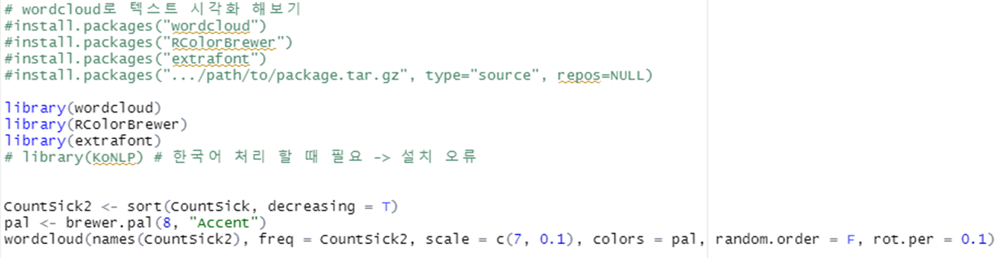 # wordcloud로 텍스트 시각화 해보기
#install.packages("wordcloud")
#install.packages("RColorBrewer")
#install.packages("extrafont")
#install.packages(".../path/to/package.tar.gz", type="source", repos=NULL)
library(wordcloud)
library(RColorBrewer)
library(extrafont)
# library(KoNLP) # 한국어 처리 할 때 필요 -> 설치 오류
CountSick2 <- sort(CountSick, decreasing = T)
pal <- brewer.pal(8, "Accent")
wordcloud(names(CountSick2), freq = CountSick2, scale = c(7, 0.1), colors = pal, random.order = F, rot.per = 0.1)